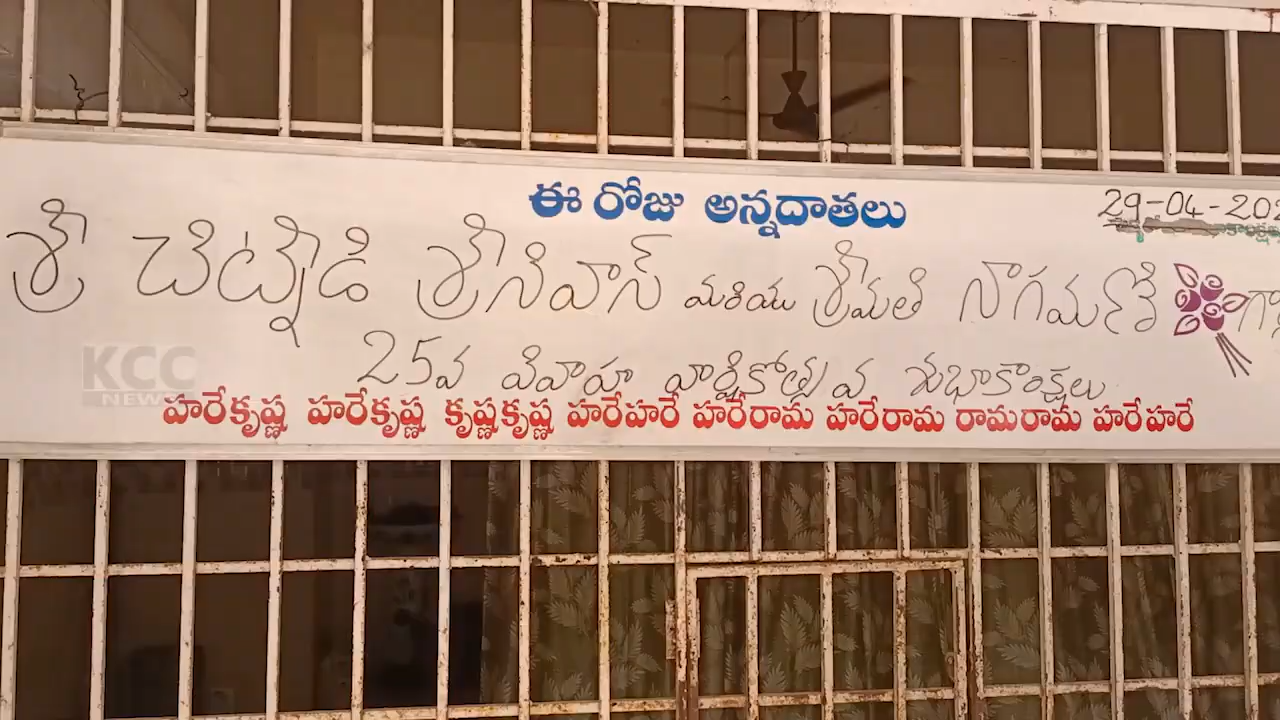 ఈ రోజు అన్నదాతలు
29-04-202
శ్రీ చిట్నీడి శ్రీనివాస్ మరియు శ్రీమతి నాగమణి గా
25వ వివాహ వార్షికోత్సవ శుభాకాంక్షలు
KCC
NEWS
హరేకృష్ణ హరేకృష్ణ కృష్ణకృష్ణ హరేహరే హరేరామ హరేరామ రామరామ హరేహరే